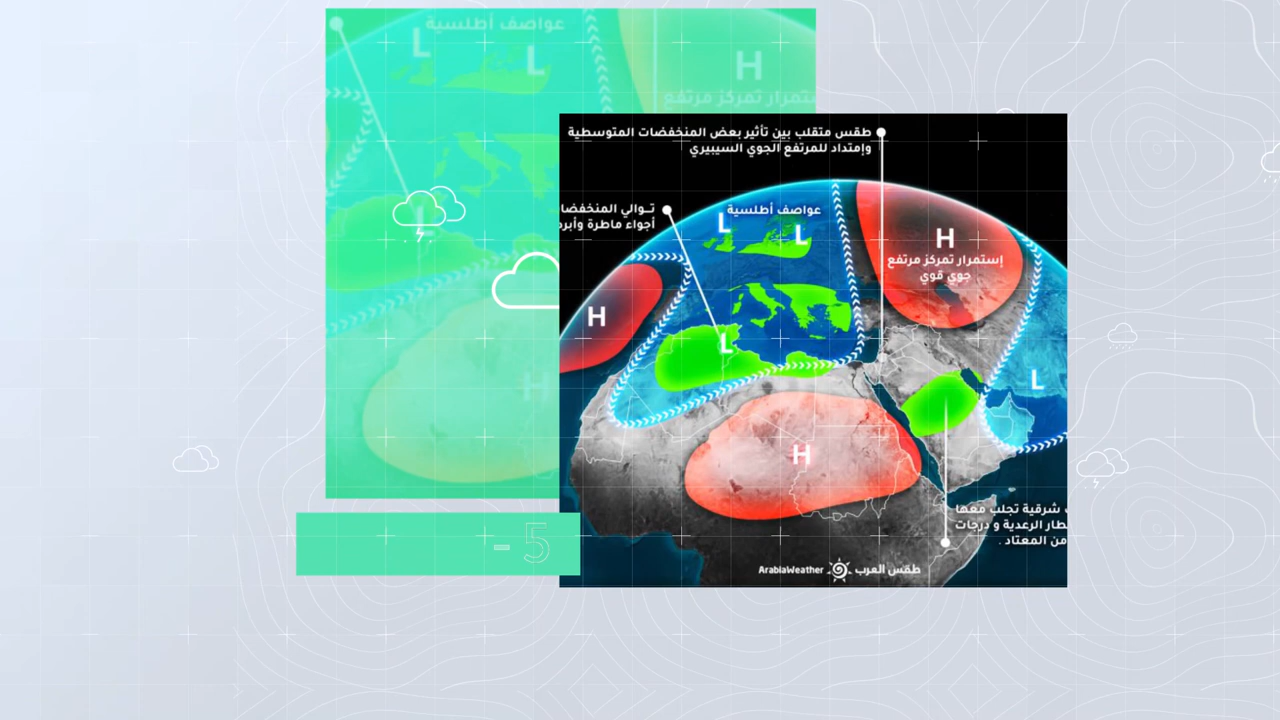 عواصف أطلسية
L
L
H
إستمرار تمركز مرتفع
طقس متقلب بين تأثير بعض المنخفضات المتوسطية
وإمتداد للمرتفع الجوي السيبيري
تـوالي المنخفضا
أجواء ماطرة وأبر
عواصف أطلسية
L
L
H
إستمرار تمركز مرتفع
جوي قوي
H
L
L
H
L
H
شرقية تجلب معها
طار الرعدية و درجات
من المعتاد .
ArabiaWeather طقس العرب
- 5